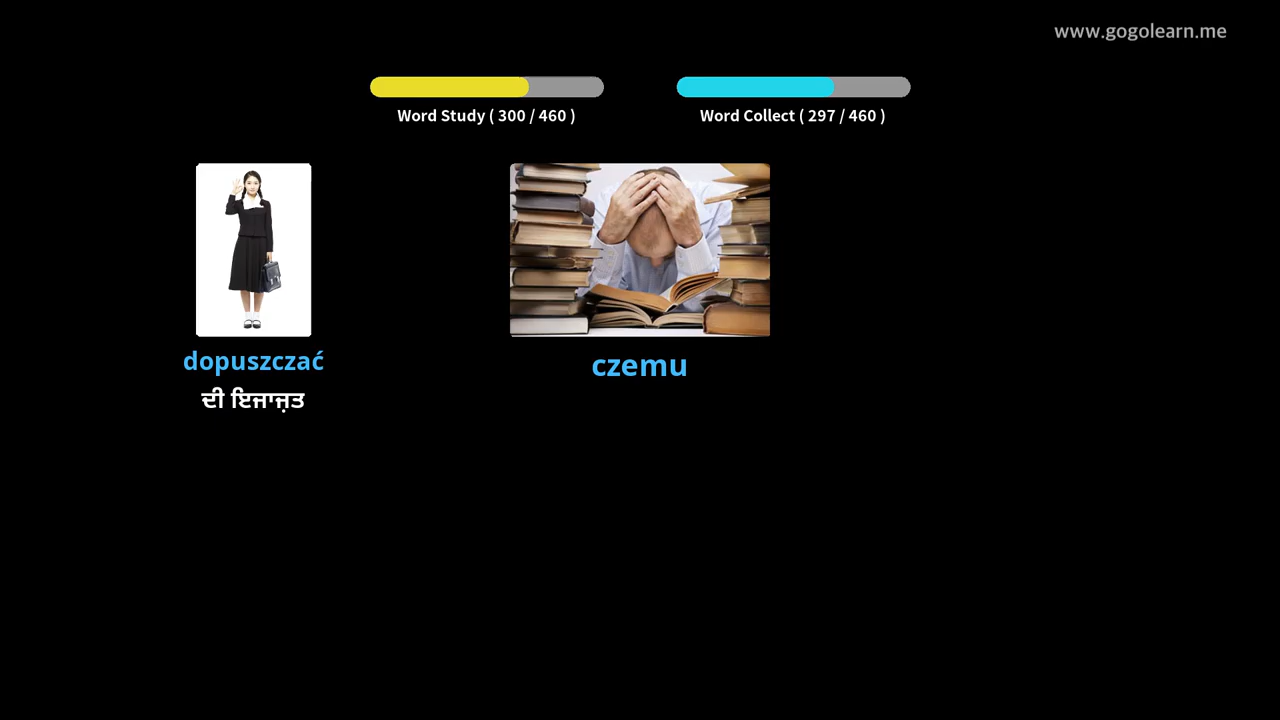 www.gogolearn.me
Word Study ( 300 / 460 )
Word Collect ( 297 / 460 )
dopuszczać
ਦੀ ਇਜਾਜ਼ਤ
czemu